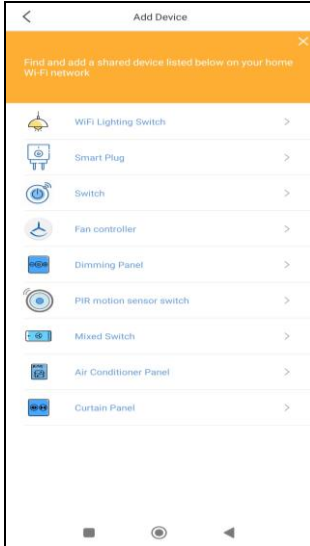 Add Device
Find and add a shared device listed below on your home
Wi-Fi network
WiFi Lighting Switch
Smart Plug
Switch
Fan controller
Dimming Panel
PIR motion sensor switch
Mixed Switch
Air Conditioner Panel
Curtain Panel